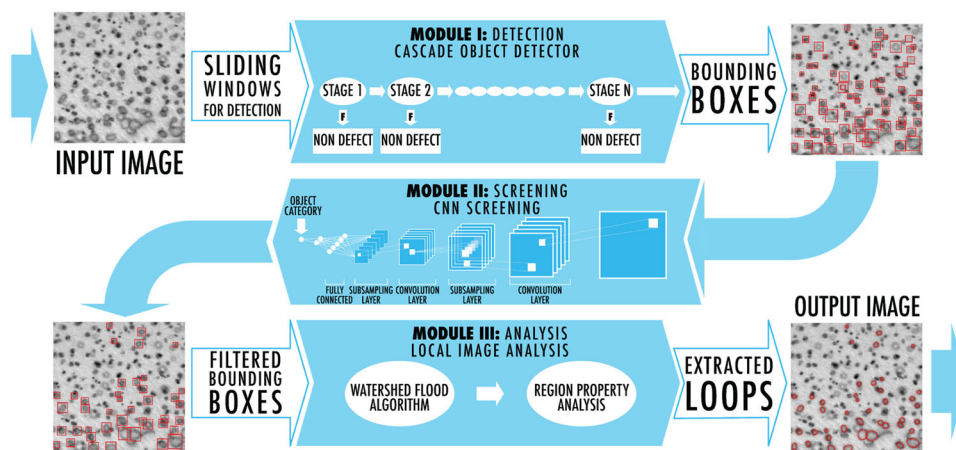 INPUT IMAGE
SLIDING
WINDOWS
FOR DETECTION
MODULE I: DETECTION
CASCADE OBJECT DETECTOR
STAGE 1
STAGE 2
STAGE N
F
F
F
NON DEFECT
NON DEFECT
NON DEFECT
BOUNDING
BOXES
MODULE II: SCREENING
CNN SCREENING
OBJECT
CATEGORY
FULLY
CONNECTED
SUBSAMPLING
LAYER
CONVOLUTION
LAYER
SUBSAMPLING
LAYER
CONVOLUTION
LAYER
FILTERED
BOUNDING
BOXES
MODULE III: ANALYSIS
LOCAL IMAGE ANALYSIS
WATERSHED FLOOD
ALGORITHM
REGION PROPERTY
ANALYSIS
EXTRACTED
LOOPS
OUTPUT IMAGE